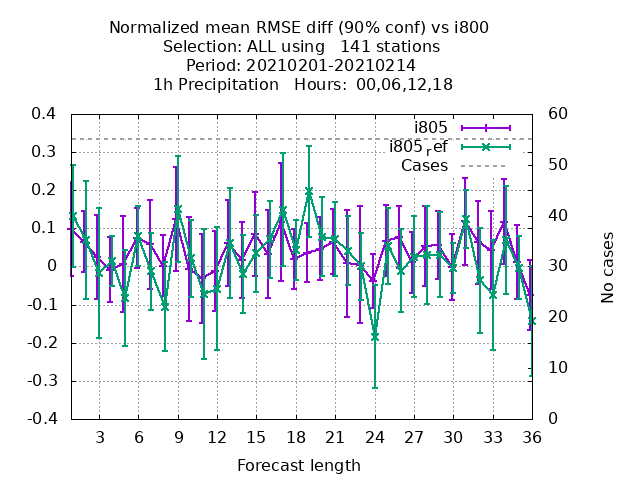 Normalized mean RMSE diff (90% conf) vs i800
Selection: ALL using   141 stations
Period: 20210201-20210214
1h Precipitation   Hours:  00,06,12,18
0.4
0.3
0.2
0.1
0
-0.1
-0.2
-0.3
-0.4
i805
i805_ref
Cases
60
50
40
30
20
10
0
No cases
3 6 9 12 15 18 21 24 27 30 33 36
Forecast length